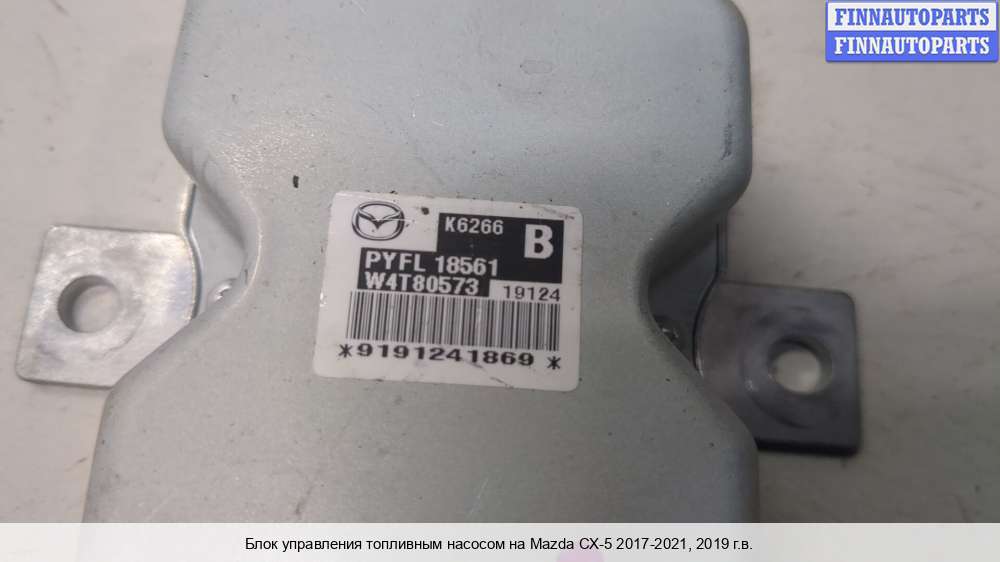 FINNAUTOPARTS
FINNAUTOPARTS
K6266
B
PYFL 18561
W4T80573
19124
*9191241869*
Блок управления топливным насосом на Mazda CX-5 2017-2021, 2019 г.в.